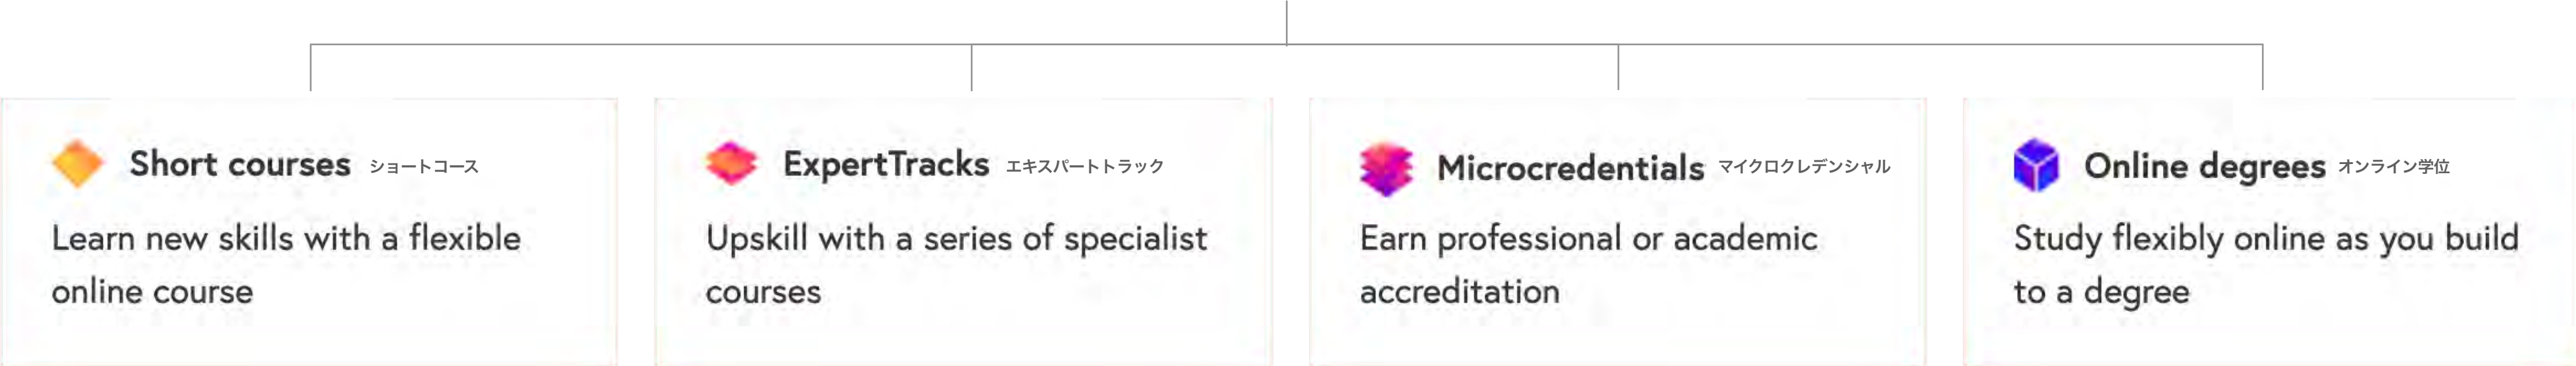 Short courses ショートコース
Learn new skills with a flexible
online course
ExpertTracks エキスパートトラック
Upskill with a series of specialist
courses
Microcredentials マイクロクレデンシャル
Earn professional or academic
accreditation
Online degrees オンライン学位
Study flexibly online as you build
to a degree